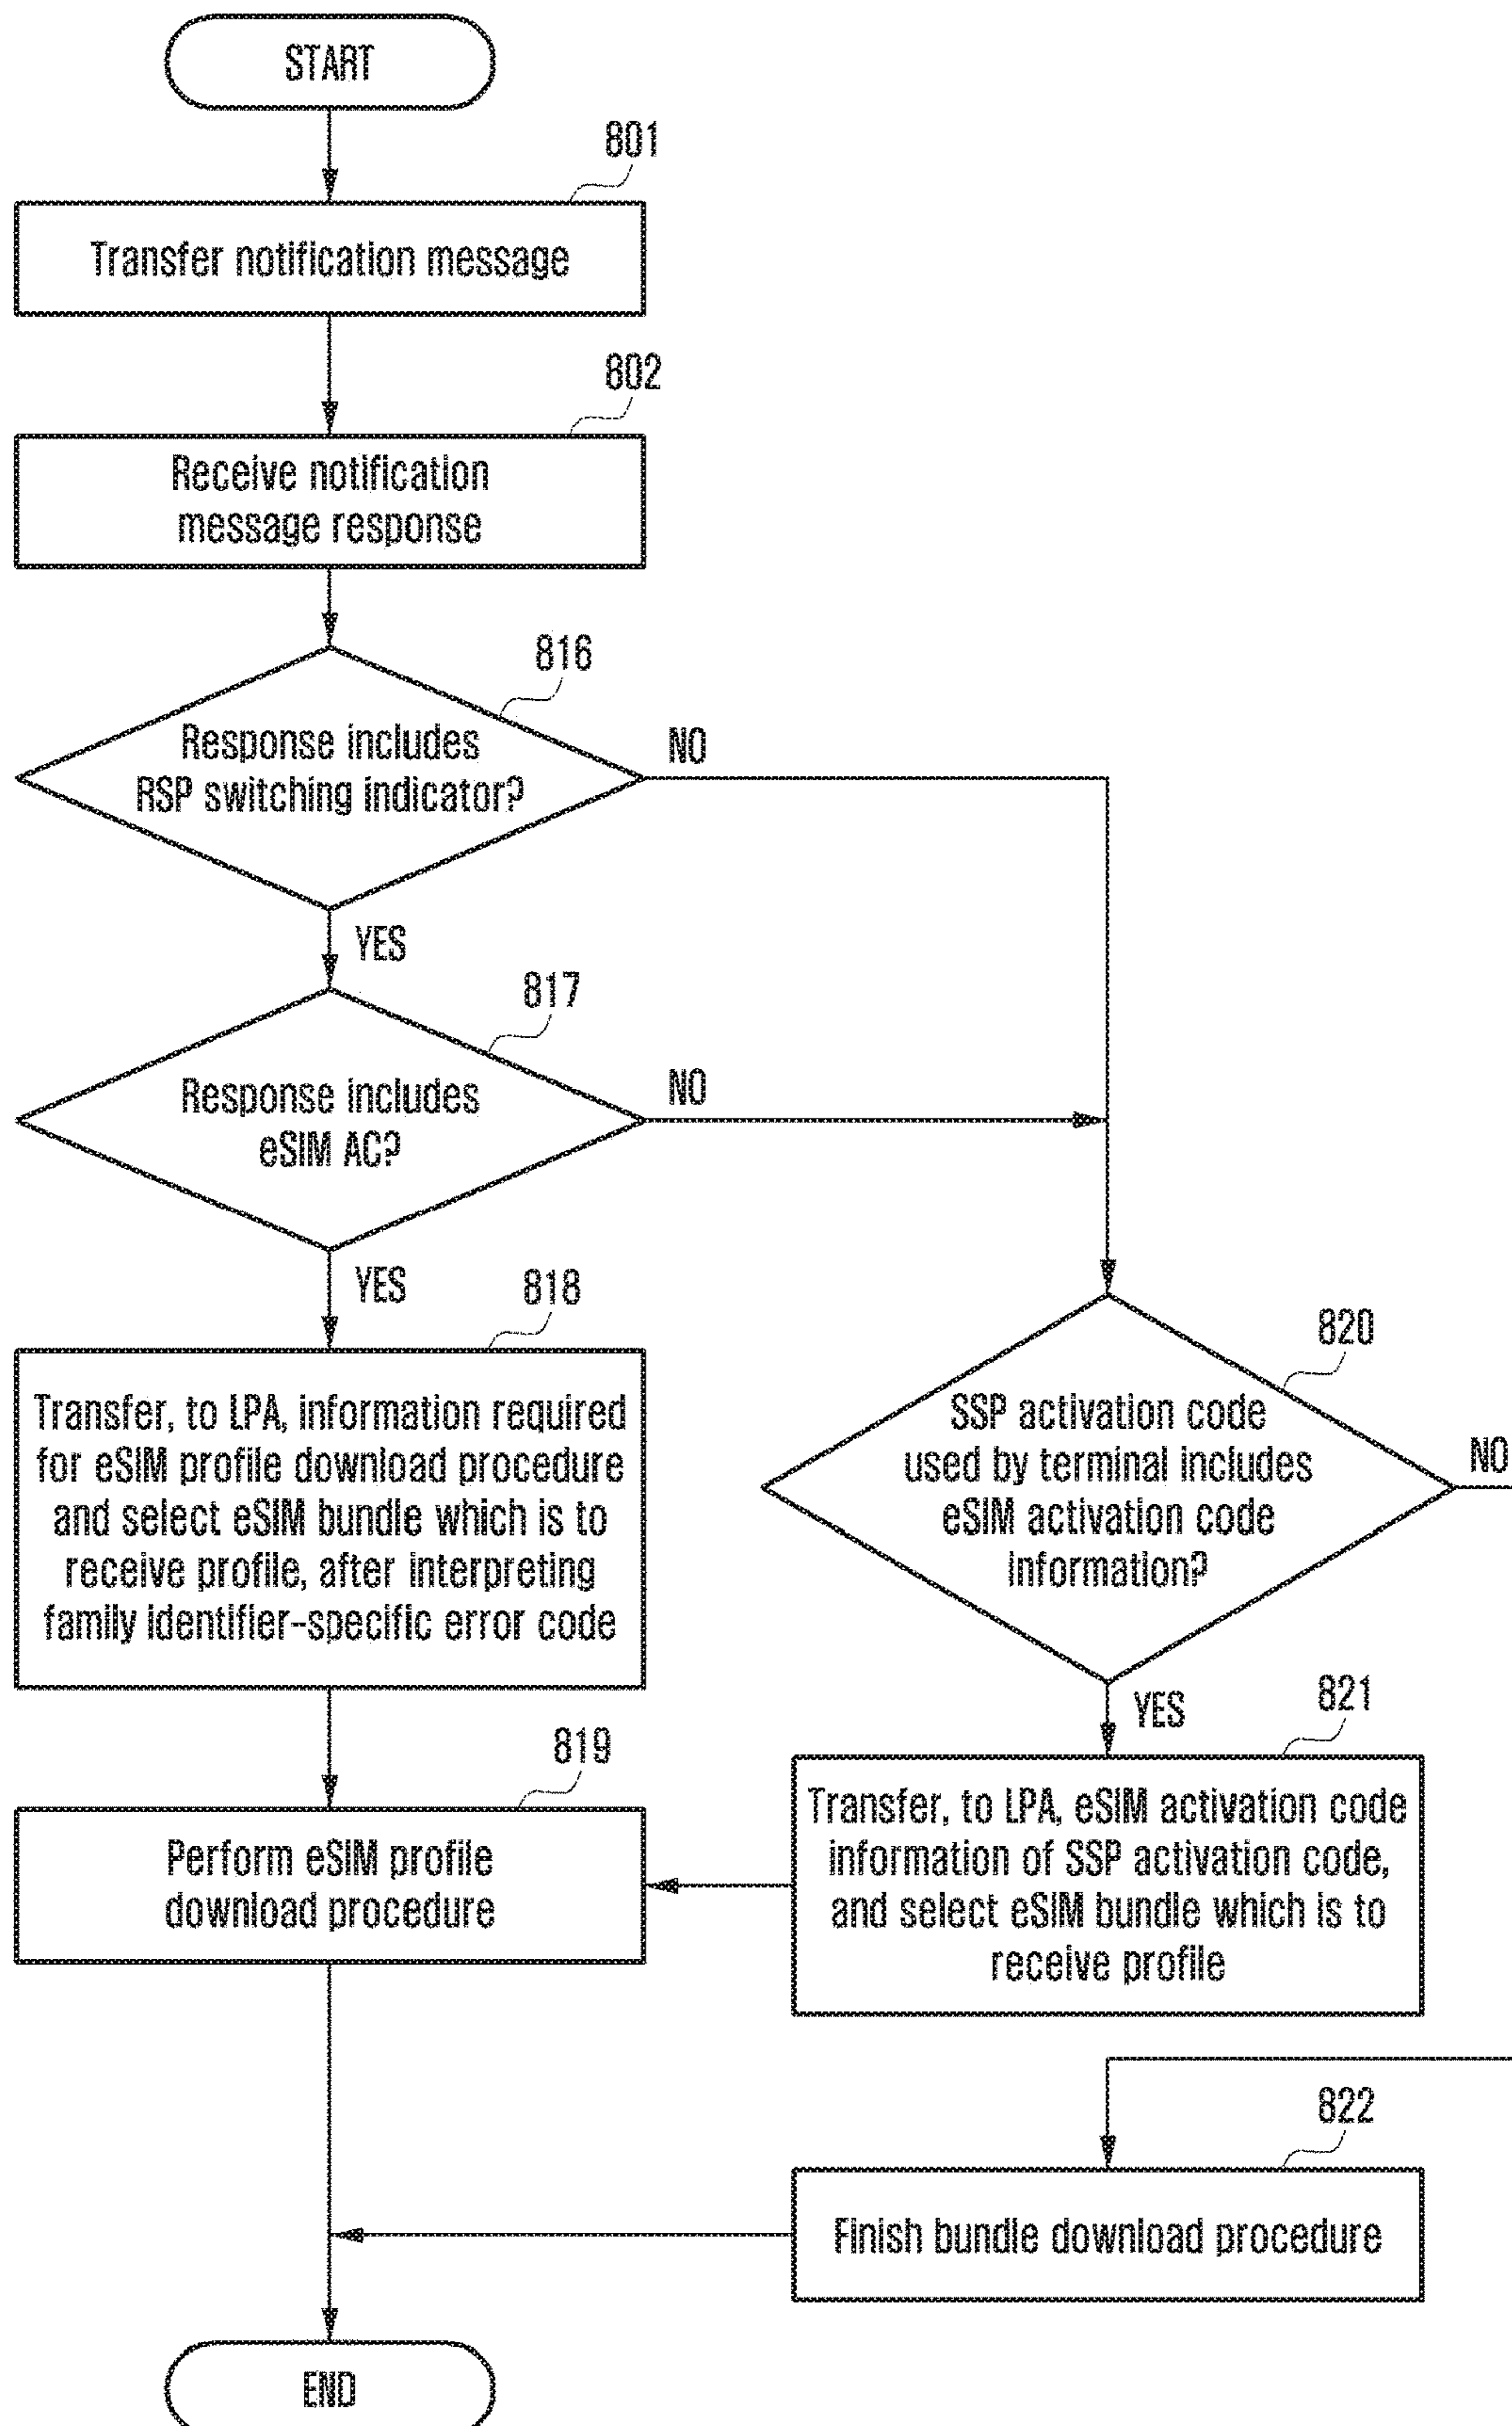 START
801
Transfer notification message
802
Receive notification
message response
816
Response includes
RSP switching indicator?
NO
YES
817
Response includes
eSIM AC?
NO
YES
818
Transfer, to LPA, information required
for eSIM profile download procedure
and select eSIM bundle which is to
receive profile, after interpreting
family identifier-specific error code
820
SSP activation code
used by terminal includes
eSIM activation code
information?
NO
YES
819
Perform eSIM profile
download procedure
821
Transfer, to LPA, eSIM activation code
information of SSP activation code,
and select eSIM bundle which is to
receive profile
822
Finish bundle download procedure
END